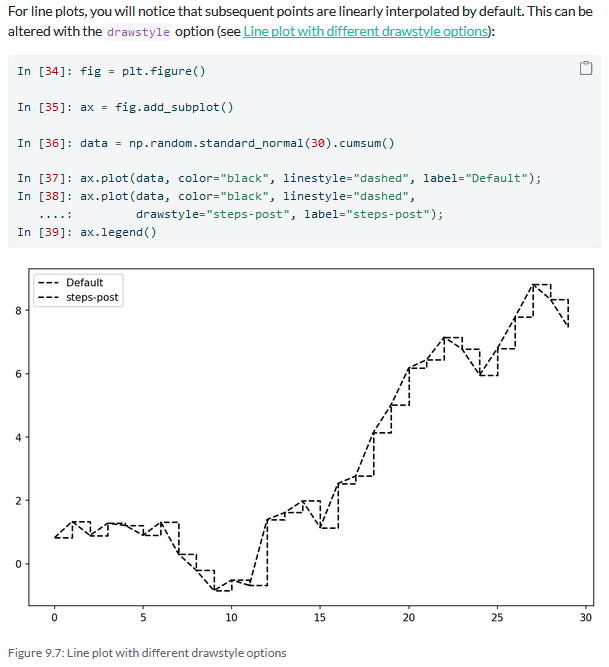 For line plots, you will notice that subsequent points are linearly interpolated by default. This can be
altered with the drawstyle option (see Line plot with different drawstyle options):
In [34]: fig = plt.figure()
In [35]: ax = fig.add_subplot()
In [36]: data = np.random.standard_normal(30).cumsum()
In [37]: ax.plot(data, color="black", linestyle="dashed", label="Default");
In [38]: ax.plot(data, color="black", linestyle="dashed",
....:         drawstyle="steps-post", label="steps-post");
In [39]: ax.legend()
Default
steps-post
8
6
4
2
0
0 5 10 15 20 25 30
Figure 9.7: Line plot with different drawstyle options